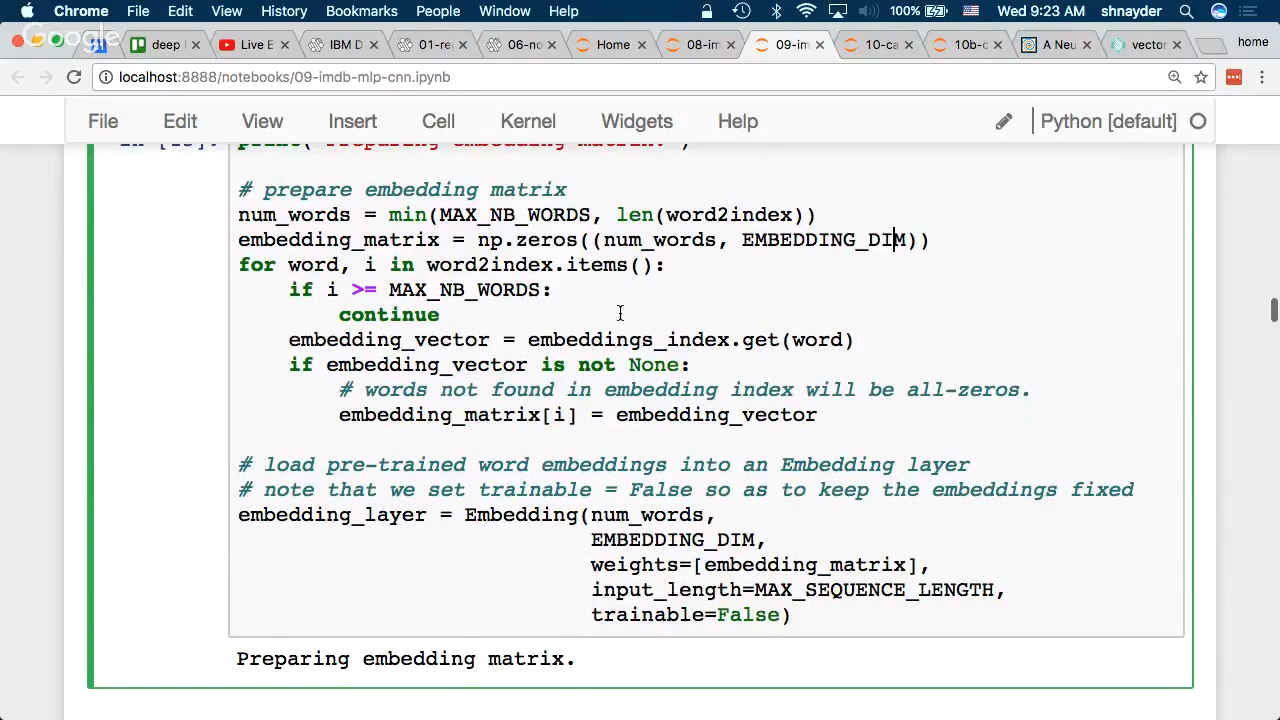 Chrome File Edit View History Bookmarks People Window Help 100% Wed 9:23 AM shnayder
Google
deep l Live E IBM D 01-re 06-m Home 08-im 09-im 10-ca 10b-c A Neu vector home
localhost:8888/notebooks/09-imdb-mlp-cnn.ipynb
File Edit View Insert Cell Kernel Widgets Help Python [default]
print("Preparing embedding matrix.")
# prepare embedding matrix
num_words = min(MAX_NB_WORDS, len(word2index))
embedding_matrix = np.zeros((num_words, EMBEDDING_DIM))
for word, i in word2index.items():
if i >= MAX_NB_WORDS:
continue
embedding_vector = embeddings_index.get(word)
if embedding_vector is not None:
# words not found in embedding index will be all-zeros.
embedding_matrix[i] = embedding_vector
# load pre-trained word embeddings into an Embedding layer
# note that we set trainable = False so as to keep the embeddings fixed
embedding_layer = Embedding(num_words,
EMBEDDING_DIM,
weights=[embedding_matrix],
input_length=MAX_SEQUENCE_LENGTH,
trainable=False)
Preparing embedding matrix.